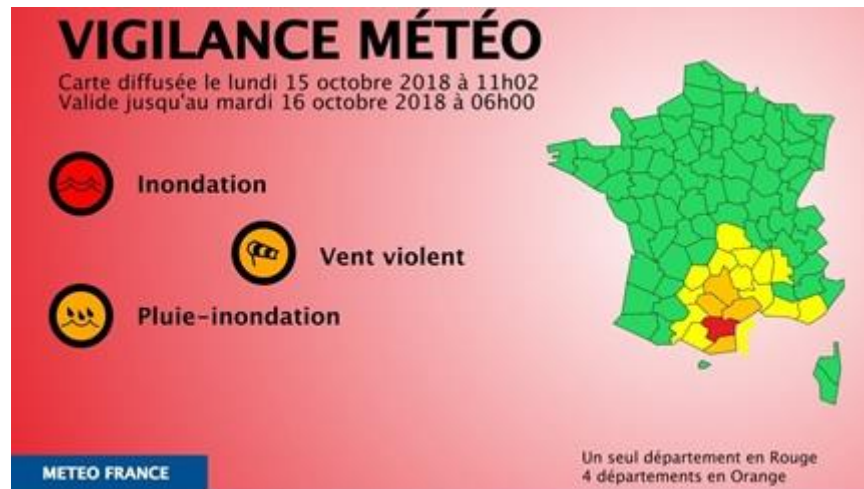 VIGILANCE MÉTÉO
Carte diffusée le lundi 15 octobre 2018 à 11h02
Valide jusqu'au mardi 16 octobre 2018 à 06h00
Inondation
Vent violent
Pluie-inondation
Un seul département en Rouge
4 départements en Orange
METEO FRANCE